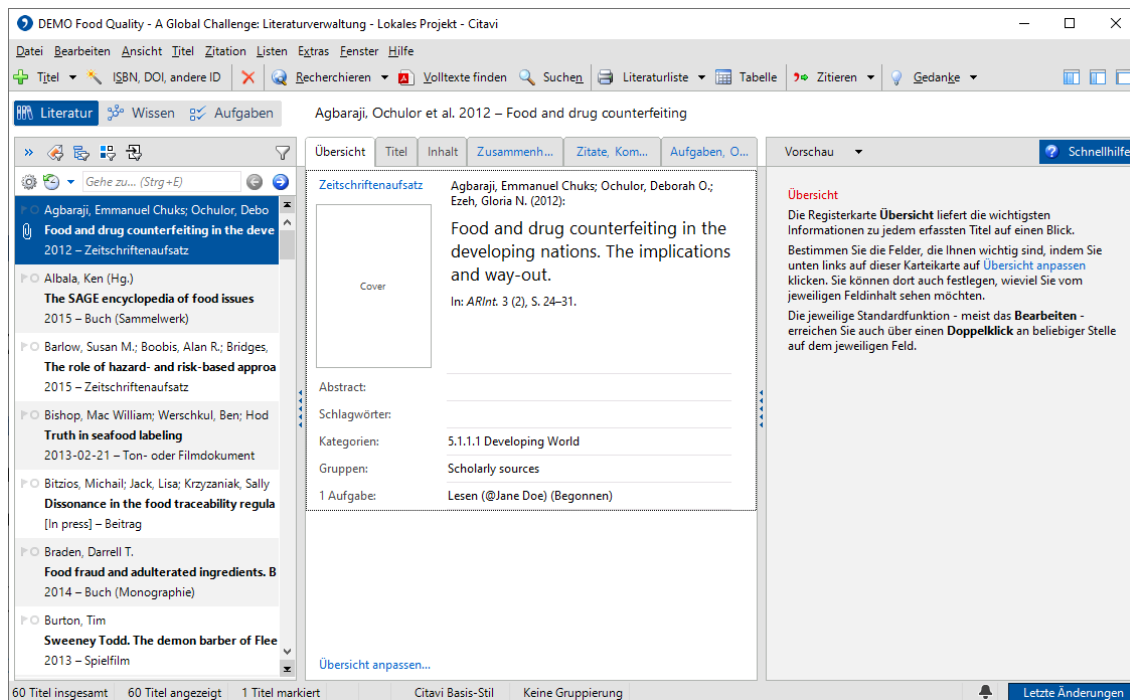 DEMO Food Quality - A Global Challenge: Literaturverwaltung - Lokales Projekt - Citavi
Datei Bearbeiten Ansicht Titel Zitation Listen Extras Fenster Hilfe
Titel ISBN, DOI, andere ID Recherchieren Volltexte finden Suchen Literaturliste Tabelle Zitieren Gedanke
Literatur Wissen Aufgaben
Agbaraji, Ochulor et al. 2012 – Food and drug counterfeiting
Gehe zu... (Strg+E)
Agbaraji, Emmanuel Chuks; Ochulor, Debo
Food and drug counterfeiting in the deve
2012 – Zeitschriftenaufsatz
Albala, Ken (Hg.)
The SAGE encyclopedia of food issues
2015 – Buch (Sammelwerk)
Barlow, Susan M.; Boobis, Alan R.; Bridges,
The role of hazard- and risk-based approa
2015 – Zeitschriftenaufsatz
Bishop, Mac William; Werschkul, Ben; Hod
Truth in seafood labeling
2013-02-21 – Ton- oder Filmdokument
Bitzios, Michail; Jack, Lisa; Krzyzaniak, Sally
Dissonance in the food traceability regula
[In press] – Beitrag
Braden, Darrell T.
Food fraud and adulterated ingredients. B
2014 – Buch (Monographie)
Burton, Tim
Sweeney Todd. The demon barber of Flee
2013 – Spielfilm
Übersicht Titel Inhalt Zusammenh... Zitate, Kom... Aufgaben, O...
Zeitschriftenaufsatz
Cover
Agbaraji, Emmanuel Chuks; Ochulor, Deborah O.;
Ezeh, Gloria N. (2012):
Food and drug counterfeiting in the
developing nations. The implications
and way-out.
In: ARInt. 3 (2), S. 24–31.
Abstract:
Schlagwörter:
Kategorien: 5.1.1.1 Developing World
Gruppen: Scholarly sources
1 Aufgabe: Lesen (@Jane Doe) (Begonnen)
Übersicht anpassen...
Vorschau
Schnellhilfe
Übersicht
Die Registerkarte Übersicht liefert die wichtigsten
Informationen zu jedem erfassten Titel auf einen Blick.
Bestimmen Sie die Felder, die Ihnen wichtig sind, indem Sie
unten links auf dieser Karteikarte auf Übersicht anpassen
klicken. Sie können dort auch festlegen, wieviel Sie vom
jeweiligen Feldinhalt sehen möchten.
Die jeweilige Standardfunktion - meist das Bearbeiten -
erreichen Sie auch über einen Doppelklick an beliebiger Stelle
auf dem jeweiligen Feld.
60 Titel insgesamt 60 Titel angezeigt 1 Titel markiert Citavi Basis-Stil Keine Gruppierung Letzte Änderungen